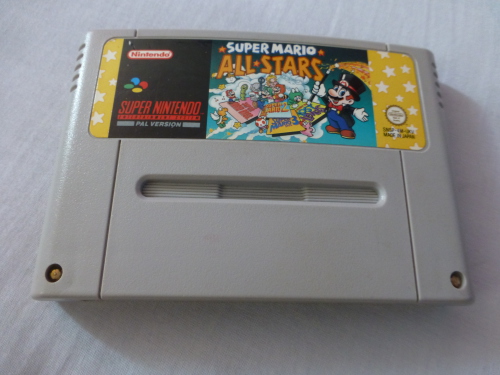 Nintendo
SUPER MARIO
ALL★STARS
SUPER NINTENDO
ENTERTAINMENT SYSTEM
PAL VERSION
MADE IN JAPAN